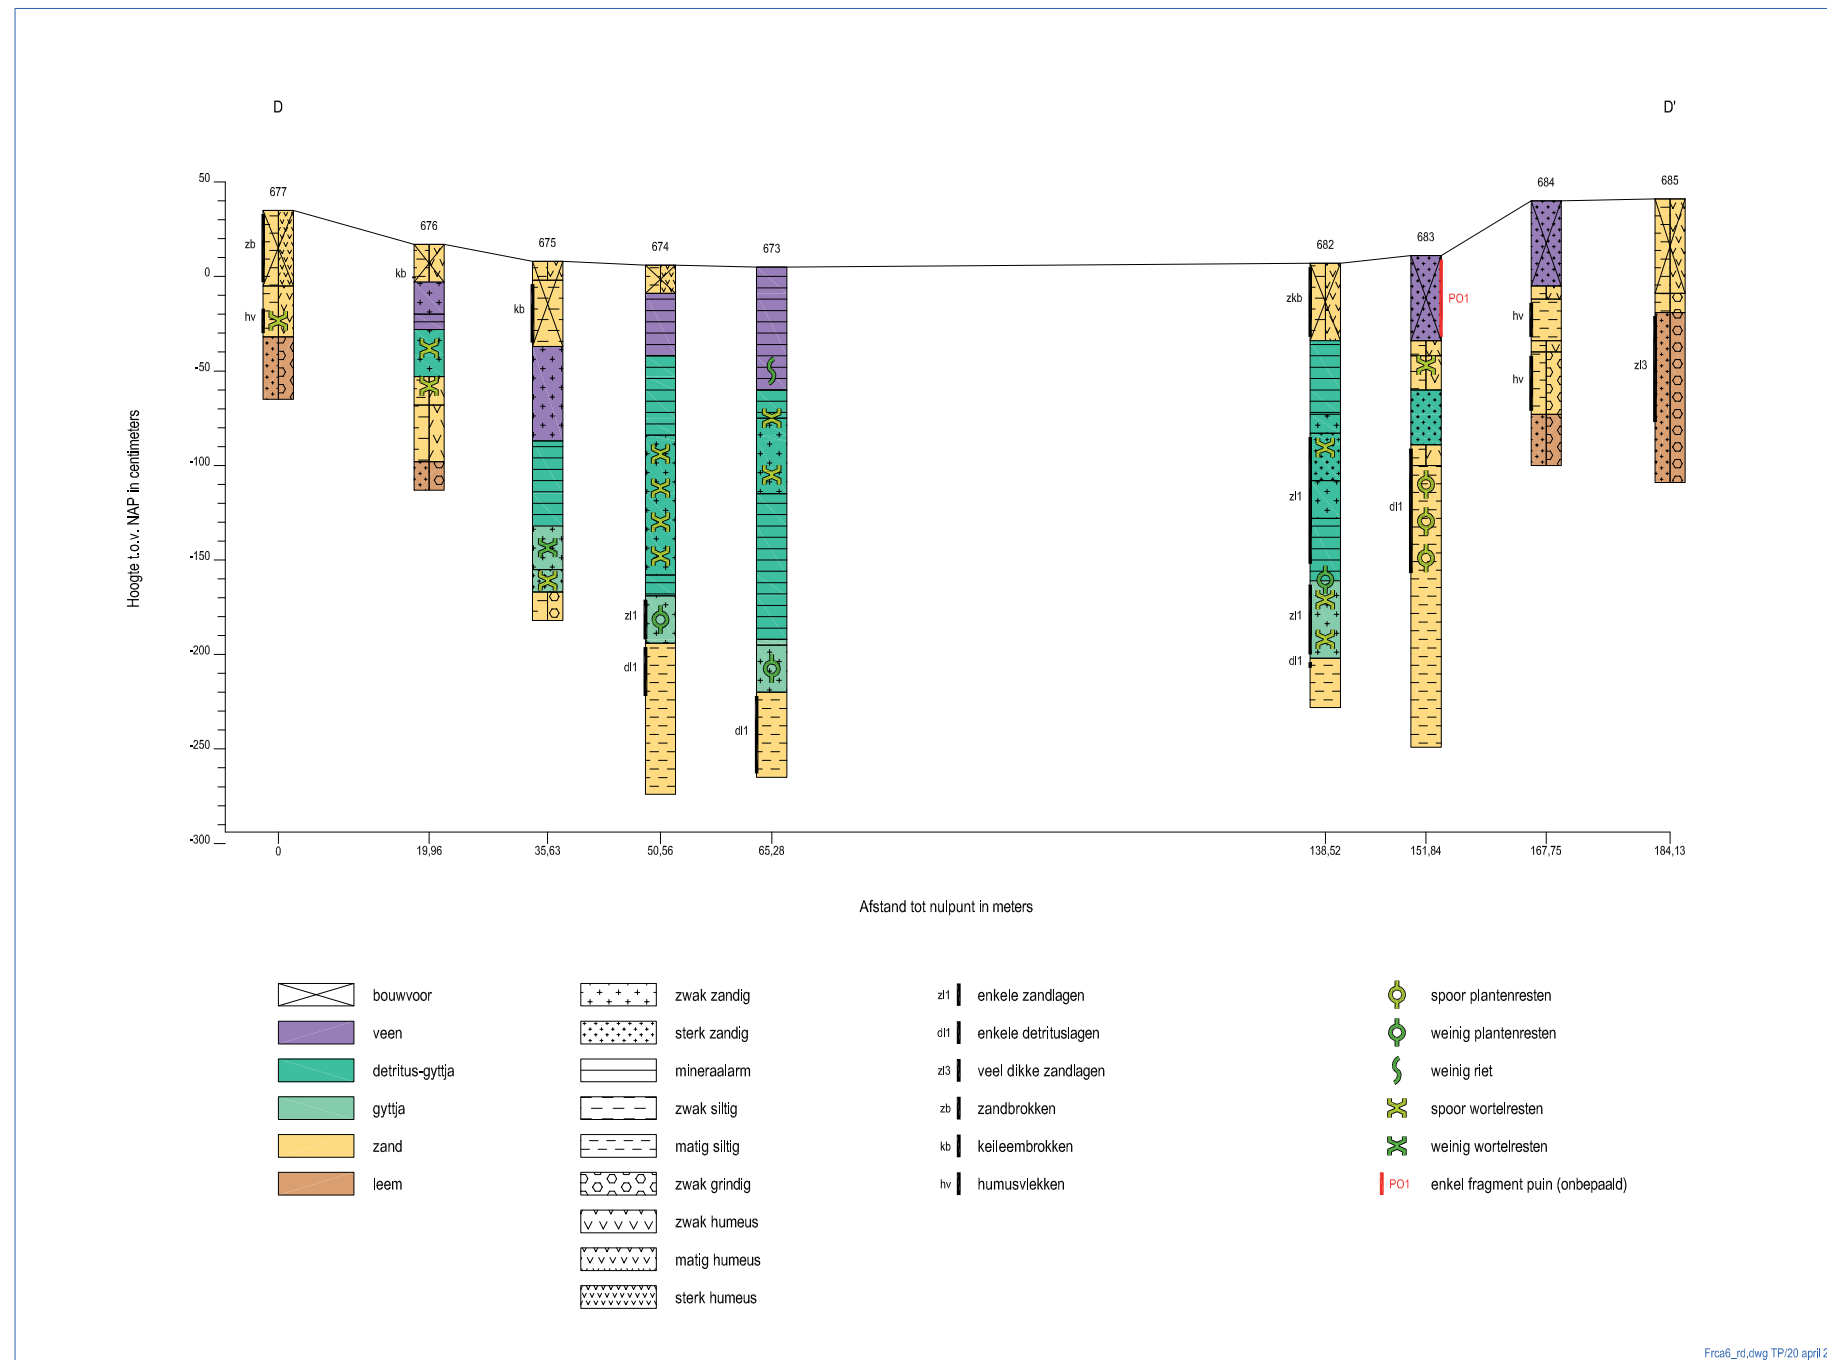 D D'
50
677 676 675 674 673 682 683 684 685
zb
kb
0
hv
kb
zkb
PO1
hv
-50
hv
zl3
-100
zl1
dl1
-150
zl1
zl1
-200
dl1
dl1
dl1
-250
-300
0 19,96 35,63 50,56 65,28 138,52 151,84 167,75 184,13
Hoogte t.o.v. NAP in centimeters
Afstand tot nulpunt in meters
bouwvoor
veen
detritus-gyttja
gyttja
zand
leem
zwak zandig
sterk zandig
mineraalarm
zwak siltig
matig siltig
zwak grindig
zwak humeus
matig humeus
sterk humeus
zl1 enkele zandlagen
dl1 enkele detrituslagen
zl3 veel dikke zandlagen
zb zandbrokken
kb keileembrokken
hv humusvlekken
spoor plantenresten
weinig plantenresten
weinig riet
spoor wortelresten
weinig wortelresten
PO1 enkel fragment puin (onbepaald)
Frca6_rd.dwg TP/20 april 2